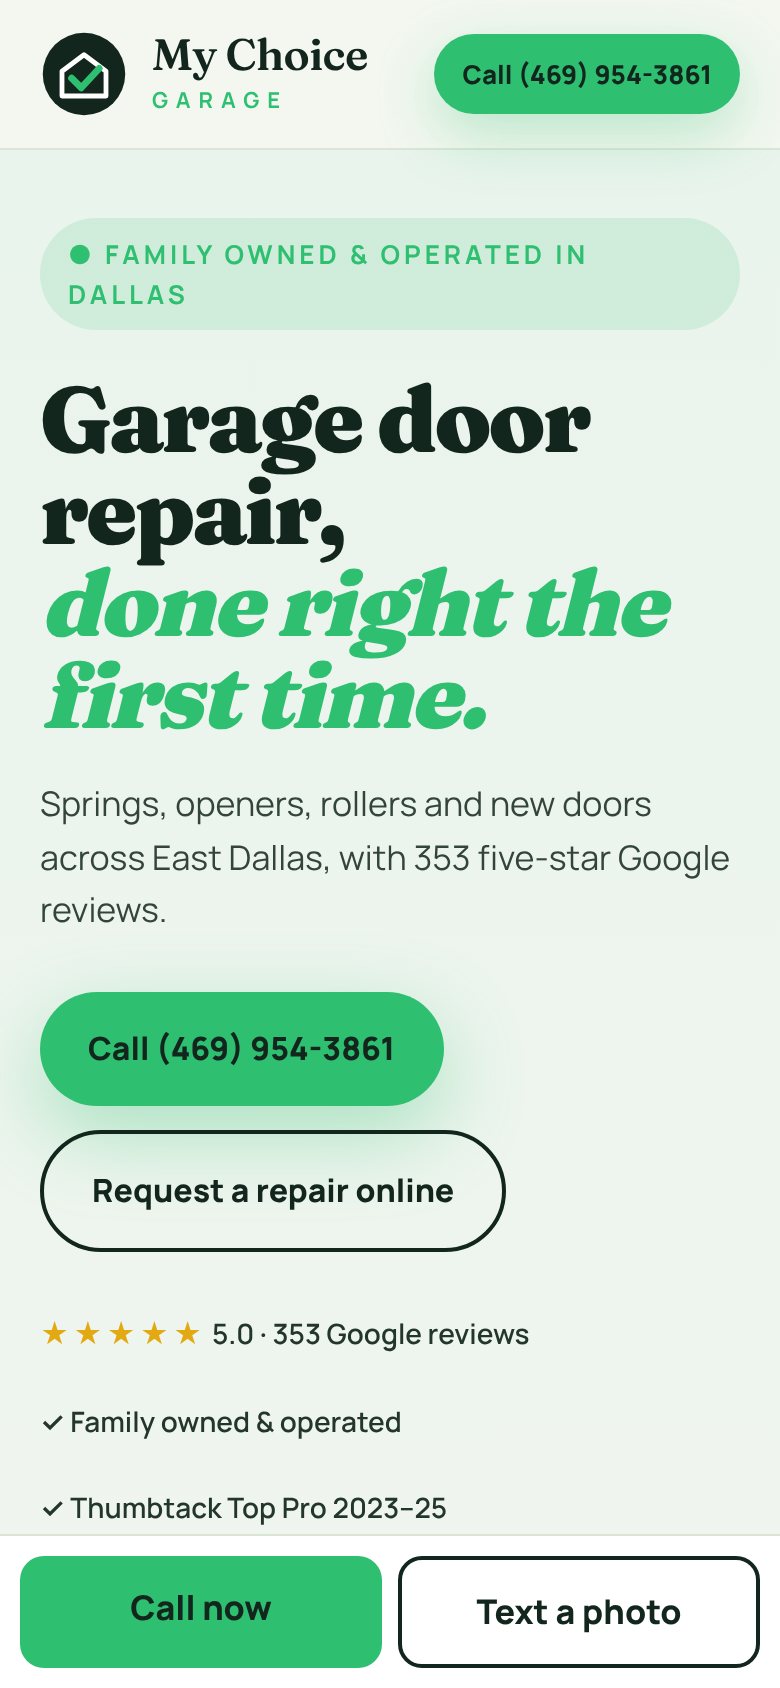 My Choice
GARAGE
Call (469) 954-3861
● FAMILY OWNED & OPERATED IN
DALLAS
Garage door
repair,
done right the
first time.
Springs, openers, rollers and new doors
across East Dallas, with 353 five-star Google
reviews.
Call (469) 954-3861
Request a repair online
★★★★★ 5.0 · 353 Google reviews
✓ Family owned & operated
✓ Thumbtack Top Pro 2023–25
Call now
Text a photo